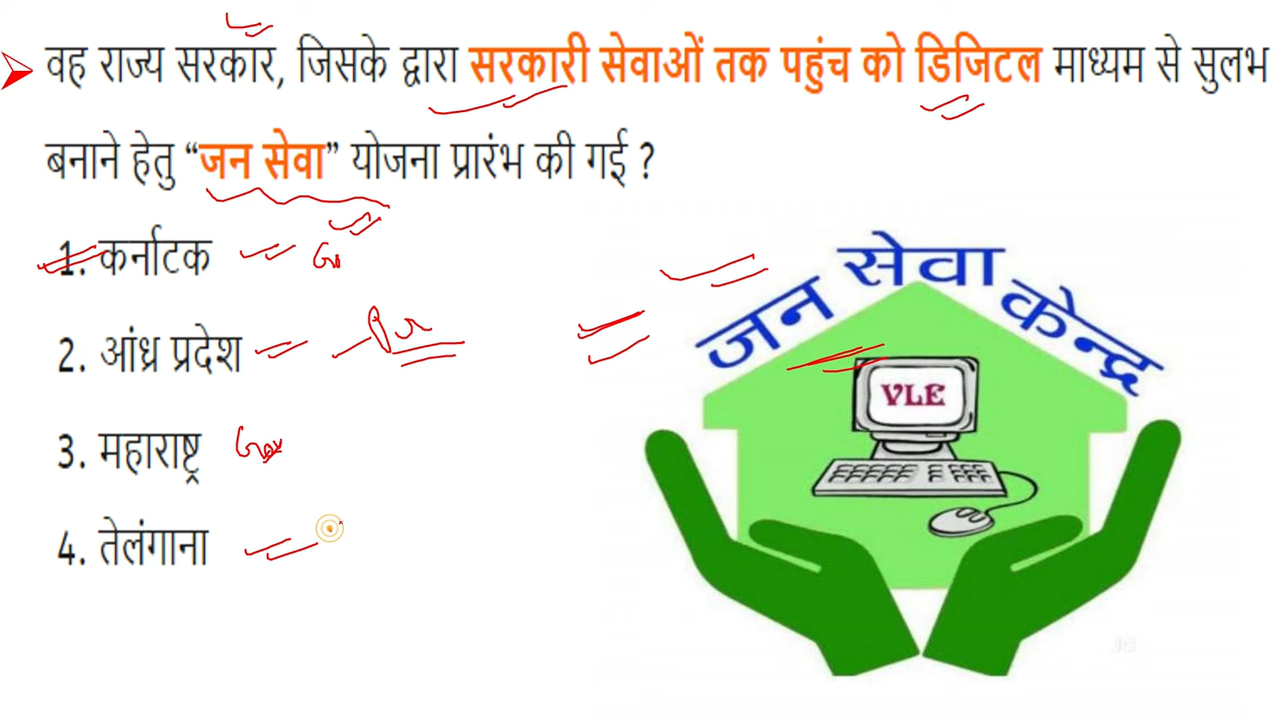 वह राज्य सरकार, जिसके द्वारा सरकारी सेवाओं तक पहुंच को डिजिटल माध्यम से सुलभ
बनाने हेतु “जन सेवा” योजना प्रारंभ की गई ?
1. कर्नाटक
2. आंध्र प्रदेश
3. महाराष्ट्र
4. तेलंगाना
जन सेवा केन्द्र
VLE
Jd